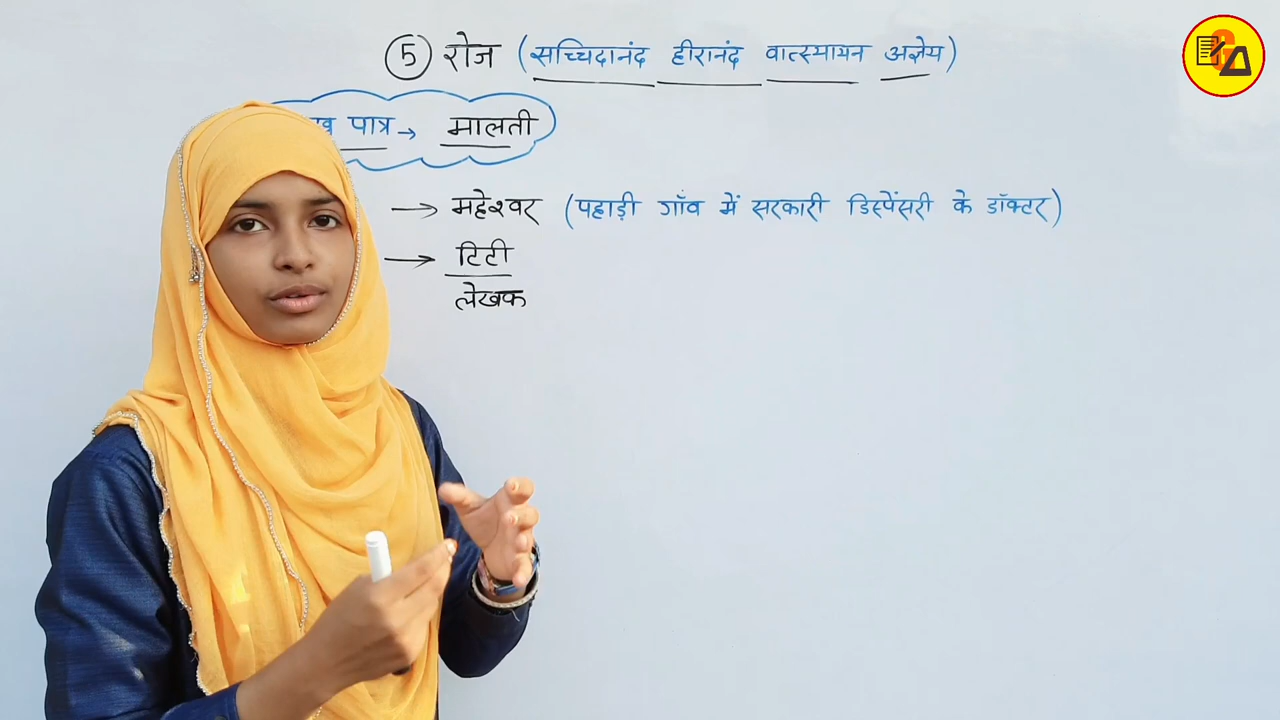 5 रोज (सच्चिदानंद हीरानंद वात्स्यायन अज्ञेय)
पात्र → मालती
→ महेश्वर (पहाड़ी गाँव में सरकारी डिस्पेंसरी के डॉक्टर)
→ टिटी
लेखक